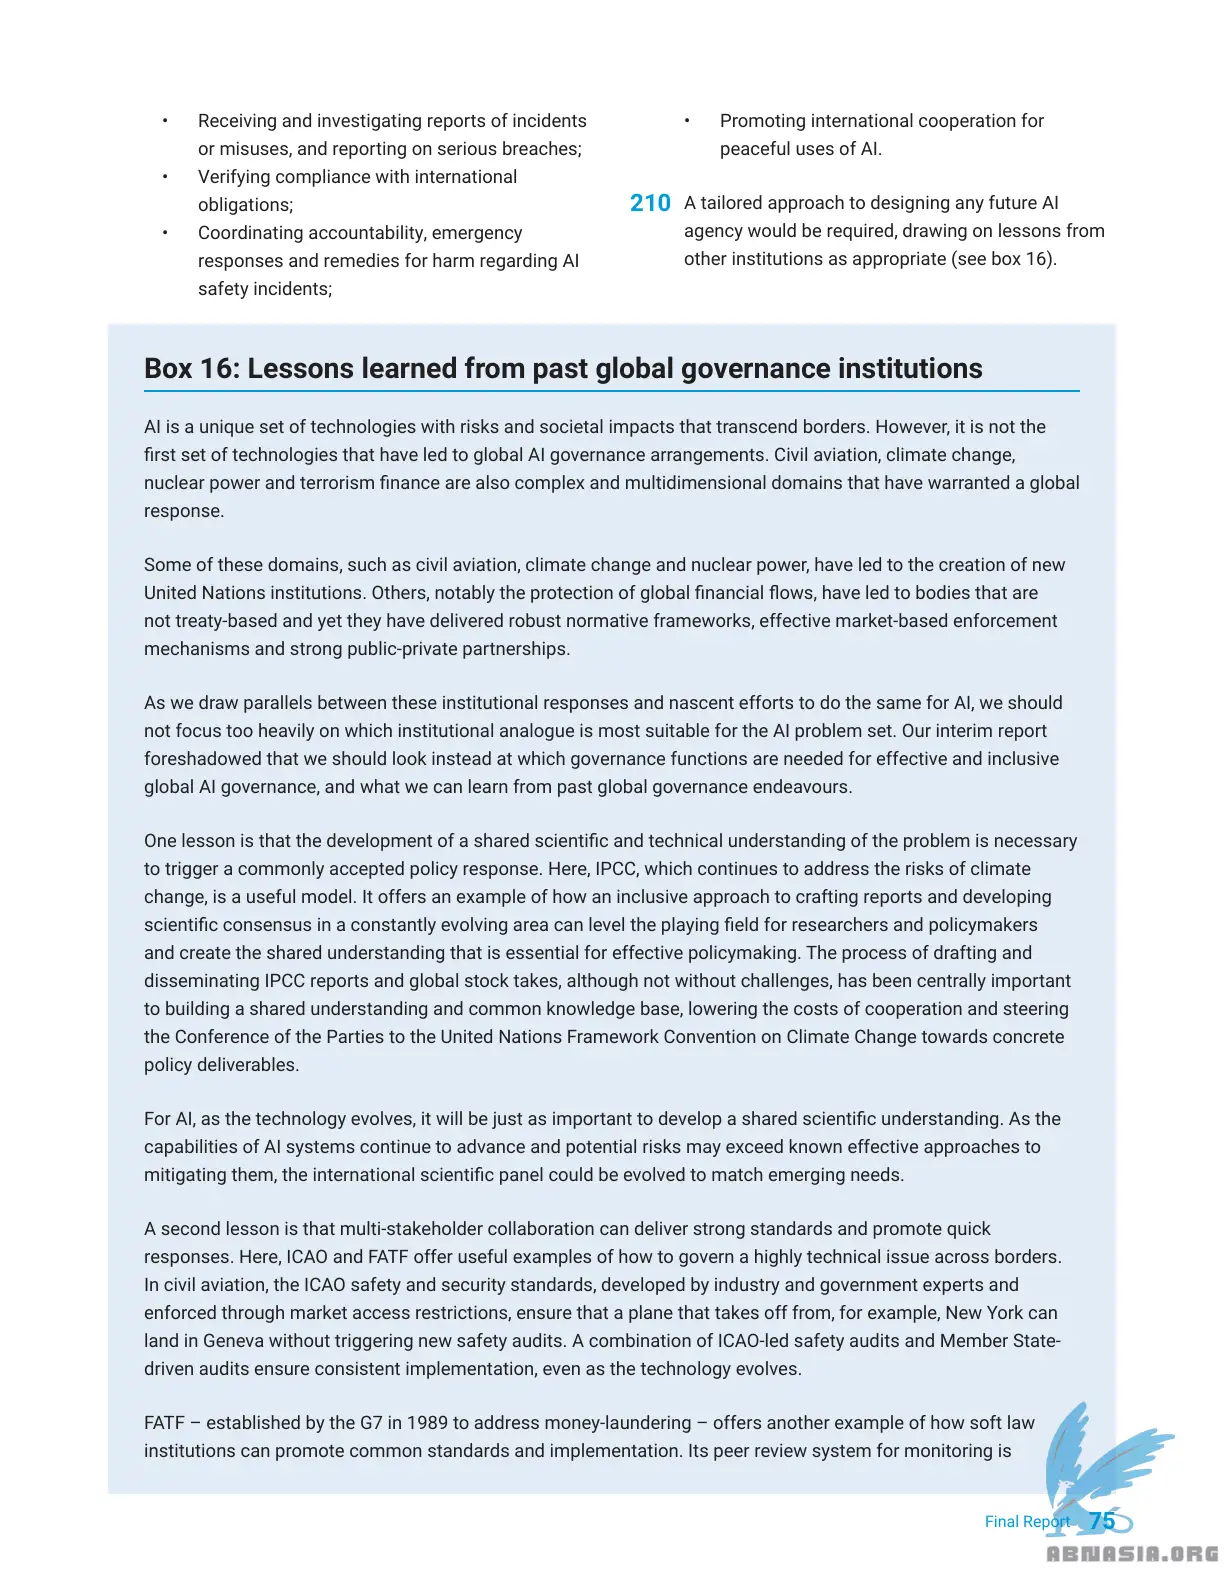 • Receiving and investigating reports of incidents
or misuses, and reporting on serious breaches;
• Verifying compliance with international
obligations;
• Coordinating accountability, emergency
responses and remedies for harm regarding AI
safety incidents;
• Promoting international cooperation for
peaceful uses of AI.
210 A tailored approach to designing any future AI
agency would be required, drawing on lessons from
other institutions as appropriate (see box 16).
Box 16: Lessons learned from past global governance institutions
AI is a unique set of technologies with risks and societal impacts that transcend borders. However, it is not the
first set of technologies that have led to global AI governance arrangements. Civil aviation, climate change,
nuclear power and terrorism finance are also complex and multidimensional domains that have warranted a global
response.
Some of these domains, such as civil aviation, climate change and nuclear power, have led to the creation of new
United Nations institutions. Others, notably the protection of global financial flows, have led to bodies that are
not treaty-based and yet they have delivered robust normative frameworks, effective market-based enforcement
mechanisms and strong public-private partnerships.
As we draw parallels between these institutional responses and nascent efforts to do the same for AI, we should
not focus too heavily on which institutional analogue is most suitable for the AI problem set. Our interim report
foreshadowed that we should look instead at which governance functions are needed for effective and inclusive
global AI governance, and what we can learn from past global governance endeavours.
One lesson is that the development of a shared scientific and technical understanding of the problem is necessary
to trigger a commonly accepted policy response. Here, IPCC, which continues to address the risks of climate
change, is a useful model. It offers an example of how an inclusive approach to crafting reports and developing
scientific consensus in a constantly evolving area can level the playing field for researchers and policymakers
and create the shared understanding that is essential for effective policymaking. The process of drafting and
disseminating IPCC reports and global stock takes, although not without challenges, has been centrally important
to building a shared understanding and common knowledge base, lowering the costs of cooperation and steering
the Conference of the Parties to the United Nations Framework Convention on Climate Change towards concrete
policy deliverables.
For AI, as the technology evolves, it will be just as important to develop a shared scientific understanding. As the
capabilities of AI systems continue to advance and potential risks may exceed known effective approaches to
mitigating them, the international scientific panel could be evolved to match emerging needs.
A second lesson is that multi-stakeholder collaboration can deliver strong standards and promote quick
responses. Here, ICAO and FATF offer useful examples of how to govern a highly technical issue across borders.
In civil aviation, the ICAO safety and security standards, developed by industry and government experts and
enforced through market access restrictions, ensure that a plane that takes off from, for example, New York can
land in Geneva without triggering new safety audits. A combination of ICAO-led safety audits and Member State-
driven audits ensure consistent implementation, even as the technology evolves.
FATF – established by the G7 in 1989 to address money-laundering – offers another example of how soft law
institutions can promote common standards and implementation. Its peer review system for monitoring is
Final Report 75
ABNASIA.ORG